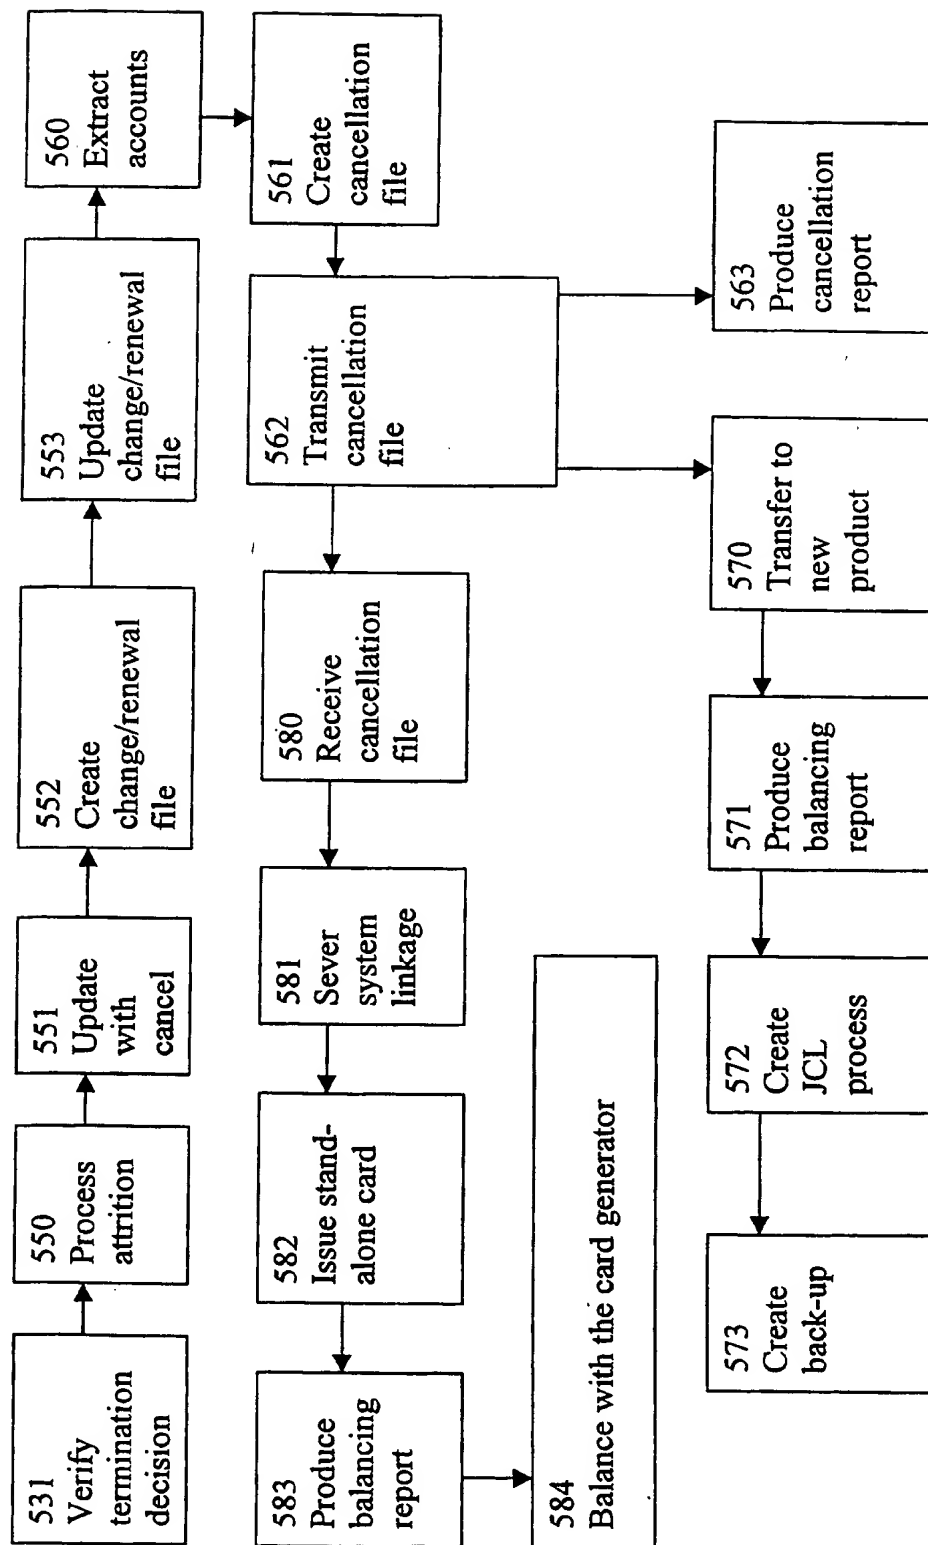 531
Verify
termination
decision
550
Process
attrition
551
Update
with
cancel
552
Create
change/renewal
file
553
Update
change/renewal
file
560
Extract
accounts
561
Create
cancellation
file
562
Transmit
cancellation
file
580
Receive
cancellation
file
581
Sever
system
linkage
582
Issue stand-
alone card
583
Produce
balancing
report
584
Balance with the card generator
563
Produce
cancellation
report
570
Transfer to
new
product
571
Produce
balancing
report
572
Create
JCL
process
573
Create
back-up